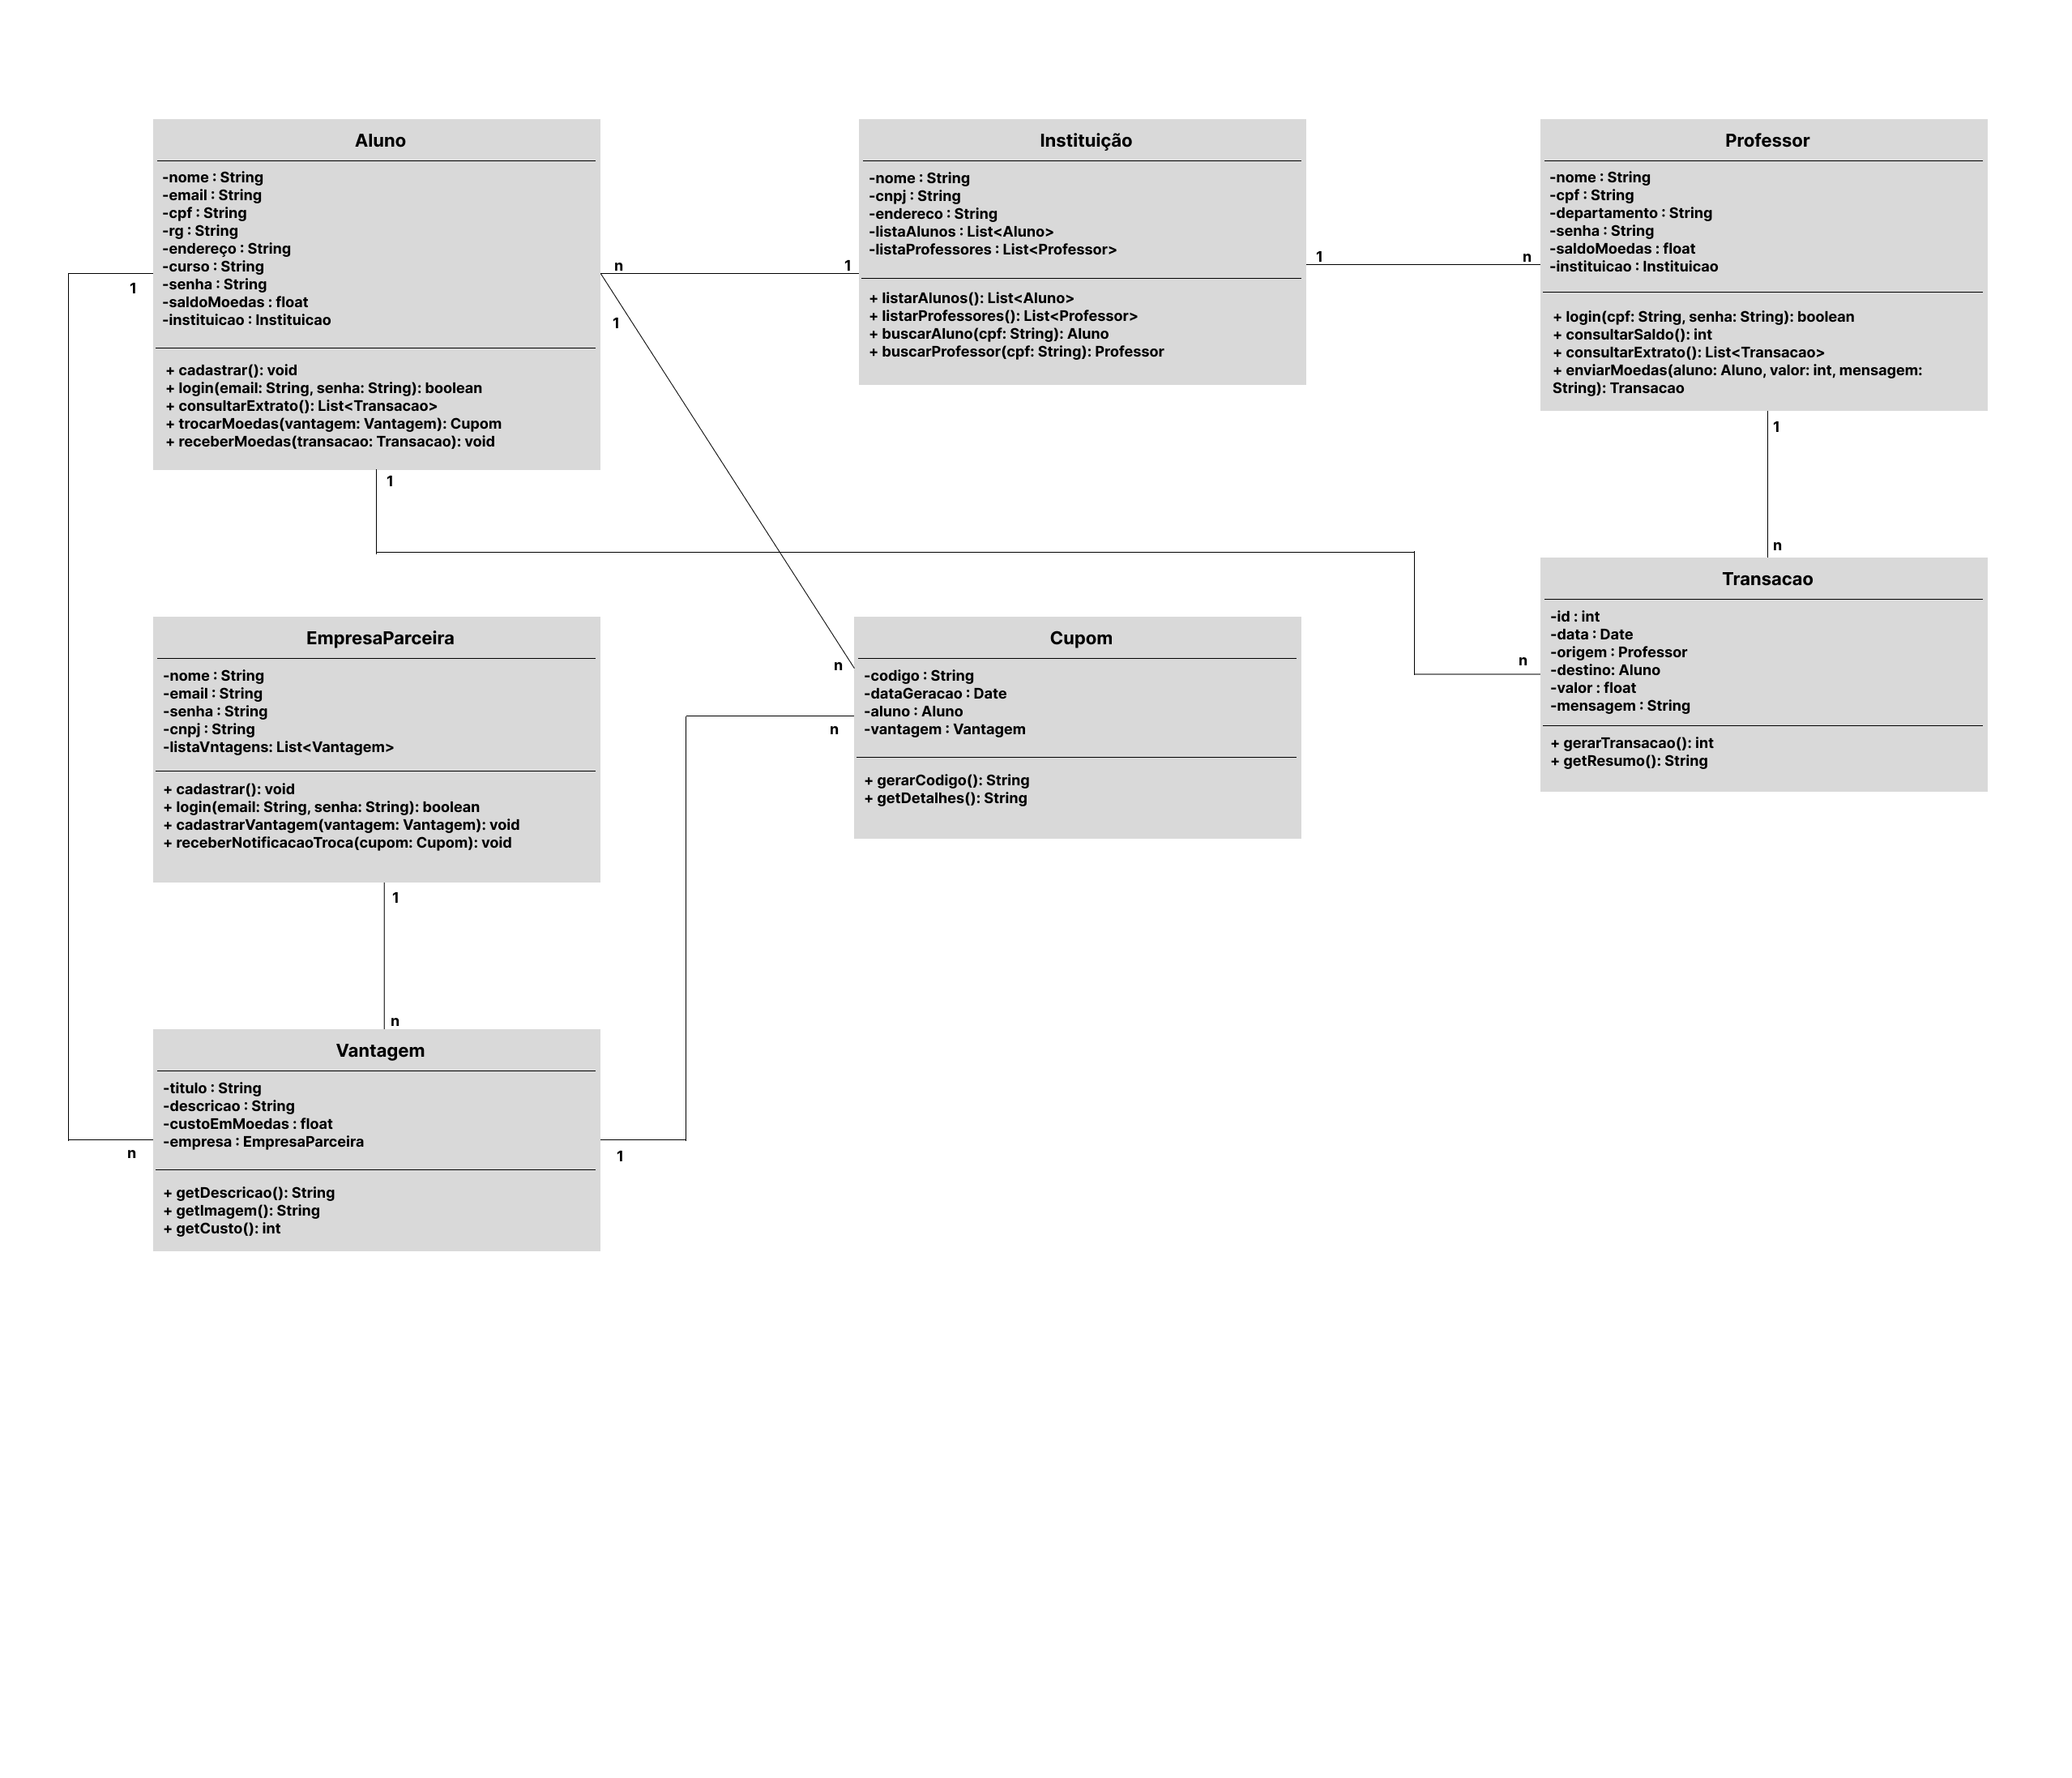 Aluno
-nome : String
-email : String
-cpf : String
-rg : String
-endereço : String
-curso : String
-senha : String
-saldoMoedas : float
-instituicao : Instituicao
+ cadastrar(): void
+ login(email: String, senha: String): boolean
+ consultarExtrato(): List<Transacao>
+ trocarMoedas(vantagem: Vantagem): Cupom
+ receberMoedas(transacao: Transacao): void
1
n
1
1
1
Instituição
-nome : String
-cnpj : String
-endereco : String
-listaAlunos : List<Aluno>
-listaProfessores : List<Professor>
+ listarAlunos(): List<Aluno>
+ listarProfessores(): List<Professor>
+ buscarAluno(cpf: String): Aluno
+ buscarProfessor(cpf: String): Professor
1
n
Professor
-nome : String
-cpf : String
-departamento : String
-senha : String
-saldoMoedas : float
-instituicao : Instituicao
+ login(cpf: String, senha: String): boolean
+ consultarSaldo(): int
+ consultarExtrato(): List<Transacao>
+ enviarMoedas(aluno: Aluno, valor: int, mensagem:
String): Transacao
1
n
EmpresaParceira
-nome : String
-email : String
-senha : String
-cnpj : String
-listaVntagens: List<Vantagem>
+ cadastrar(): void
+ login(email: String, senha: String): boolean
+ cadastrarVantagem(vantagem: Vantagem): void
+ receberNotificacaoTroca(cupom: Cupom): void
1
n
n
n
Cupom
-codigo : String
-dataGeracao : Date
-aluno : Aluno
-vantagem : Vantagem
+ gerarCodigo(): String
+ getDetalhes(): String
n
Transacao
-id : int
-data : Date
-origem : Professor
-destino: Aluno
-valor : float
-mensagem : String
+ gerarTransacao(): int
+ getResumo(): String
Vantagem
-titulo : String
-descricao : String
-custoEmMoedas : float
-empresa : EmpresaParceira
+ getDescricao(): String
+ getImagem(): String
+ getCusto(): int
n
1